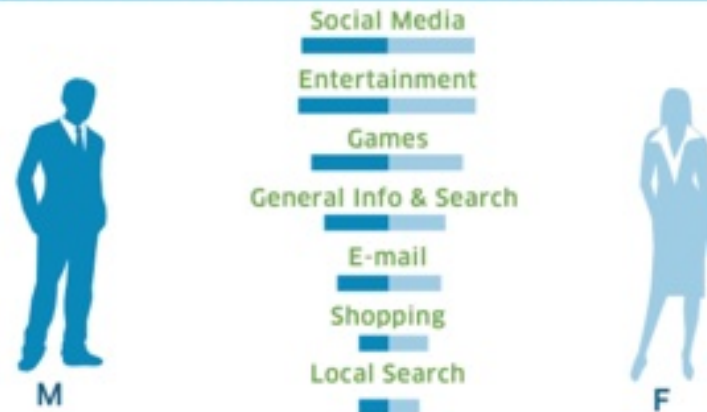 Social Media
Entertainment
Games
General Info & Search
E-mail
Shopping
Local Search
M
F